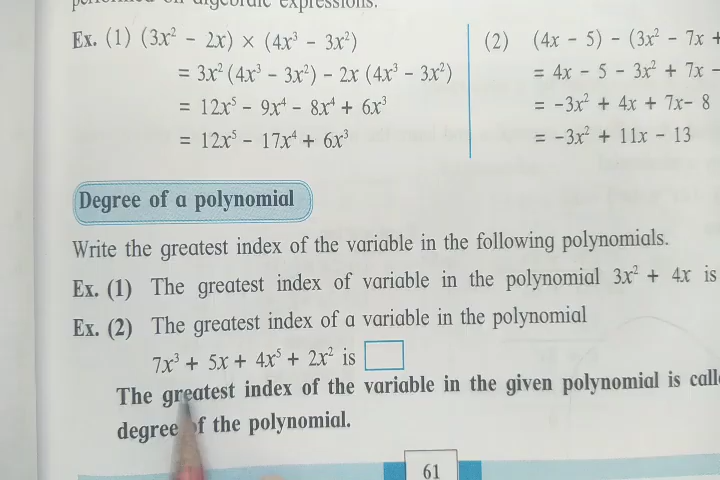 performed on algebraic expressions.
Ex. (1) (3x² − 2x) × (4x³ − 3x²)
= 3x² (4x³ − 3x²) − 2x (4x³ − 3x²)
= 12x⁵ − 9x⁴ − 8x⁴ + 6x³
= 12x⁵ − 17x⁴ + 6x³
(2) (4x − 5) − (3x² − 7x +
= 4x − 5 − 3x² + 7x −
= −3x² + 4x + 7x− 8
= −3x² + 11x − 13
Degree of a polynomial
Write the greatest index of the variable in the following polynomials.
Ex. (1) The greatest index of variable in the polynomial 3x² + 4x is
Ex. (2) The greatest index of a variable in the polynomial
7x³ + 5x + 4x⁵ + 2x² is
The greatest index of the variable in the given polynomial is
degree of the polynomial.
61